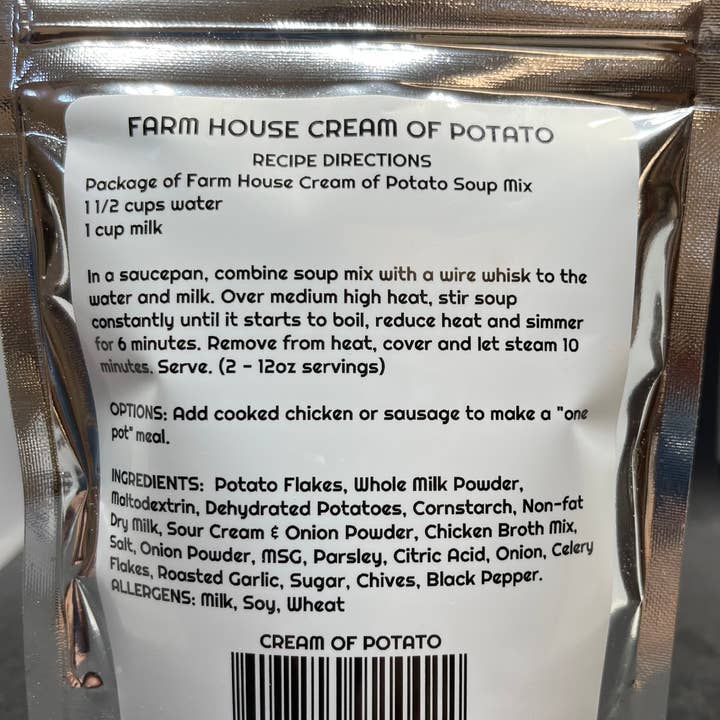 FARM HOUSE CREAM OF POTATO
RECIPE DIRECTIONS
Package of Farm House Cream of Potato Soup Mix
1 1/2 cups water
1 cup milk
In a saucepan, combine soup mix with a wire whisk to the
water and milk. Over medium high heat, stir soup
constantly until it starts to boil, reduce heat and simmer
for 6 minutes. Remove from heat, cover and let steam 10
minutes. Serve. (2 - 12oz servings)
OPTIONS: Add cooked chicken or sausage to make a "one
pot" meal.
INGREDIENTS: Potato Flakes, Whole Milk Powder,
Maltodextrin, Dehydrated Potatoes, Cornstarch, Non-fat
Dry Milk, Sour Cream & Onion Powder, Chicken Broth Mix,
Salt, Onion Powder, MSG, Parsley, Citric Acid, Onion, Celery
Flakes, Roasted Garlic, Sugar, Chives, Black Pepper.
ALLERGENS: Milk, Soy, Wheat
CREAM OF POTATO